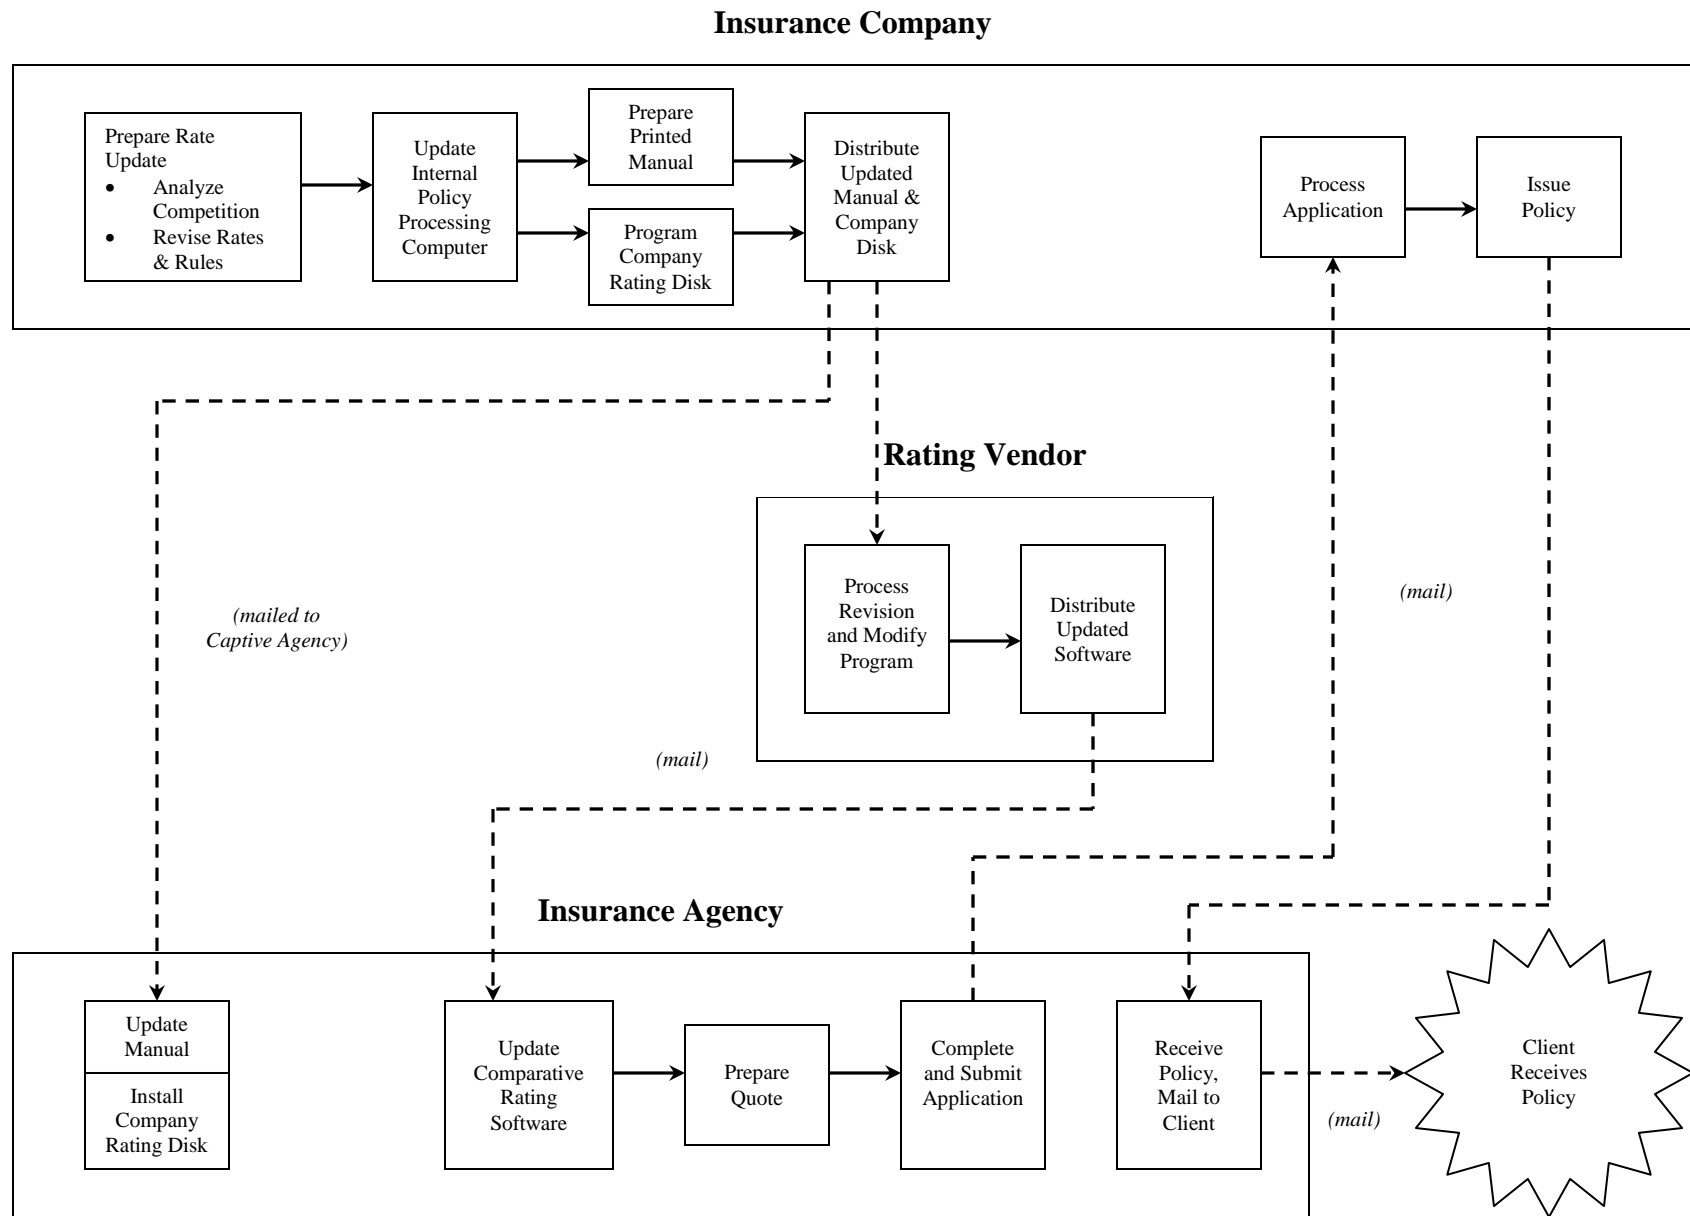 Insurance Company
Prepare Rate
Update
• Analyze
Competition
• Revise Rates
& Rules
Update
Internal
Policy
Processing
Computer
Prepare
Printed
Manual
Program
Company
Rating Disk
Distribute
Updated
Manual &
Company
Disk
Process
Application
Issue
Policy
Rating Vendor
Process
Revision
and Modify
Program
Distribute
Updated
Software
(mailed to
Captive Agency)
(mail)
(mail)
Insurance Agency
Update
Manual
Install
Company
Rating Disk
Update
Comparative
Rating
Software
Prepare
Quote
Complete
and Submit
Application
Receive
Policy,
Mail to
Client
(mail)
Client
Receives
Policy